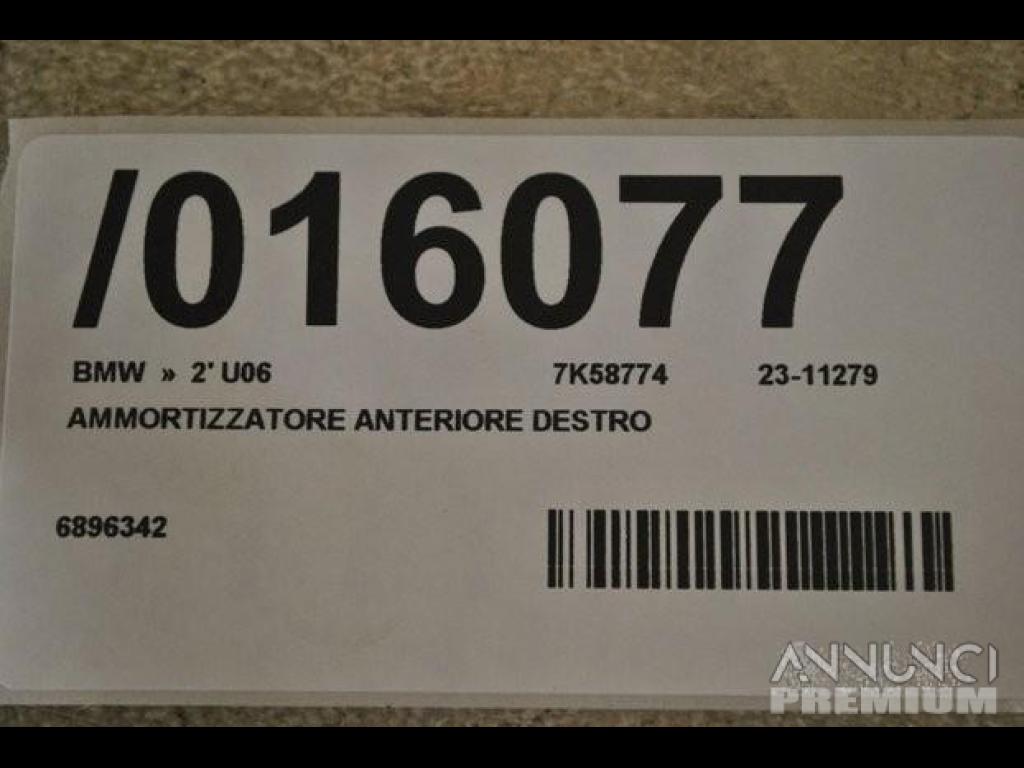 /016077
BMW » 2' U06 7K58774 23-11279
AMMORTIZZATORE ANTERIORE DESTRO
6896342
ANNUNCI
PREMIUM